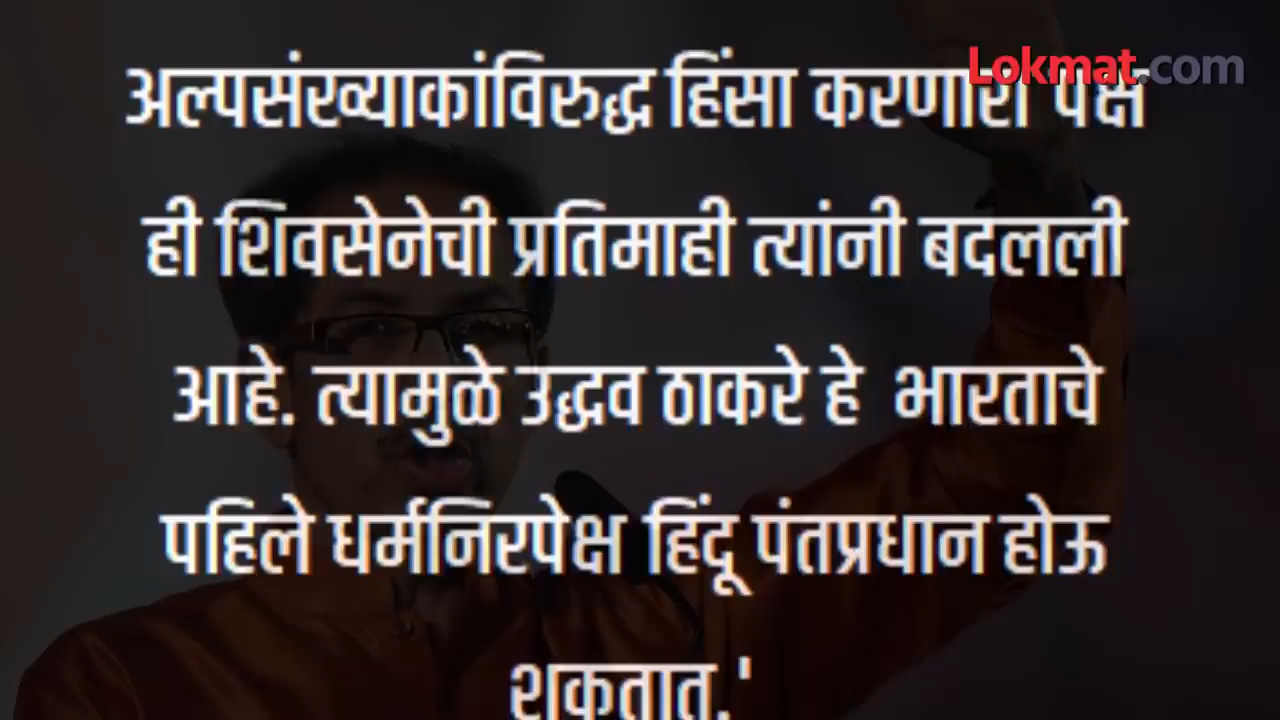 Lokmat.com
अल्पसंख्याकांविरुद्ध हिंसा करणारा पक्ष
ही शिवसेनेची प्रतिमाही त्यांनी बदलली
आहे. त्यामुळे उद्धव ठाकरे हे भारताचे
पहिले धर्मनिरपेक्ष हिंदू पंतप्रधान होऊ
शकतात.'